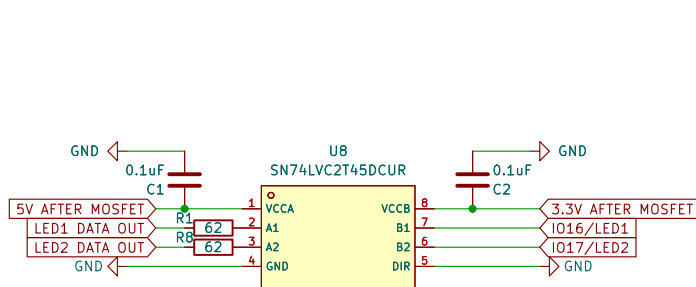 GND
U8
GND
0.1uF
SN74LVC2T45DCUR
0.1uF
C1
C2
5V AFTER MOSFET
1
VCCA
VCCB
8
3.3V AFTER MOSFET
R1
LED1 DATA OUT
62
2
A1
B1
7
IO16/LED1
R8
LED2 DATA OUT
62
3
A2
B2
6
IO17/LED2
GND
4
GND
DIR
5
GND